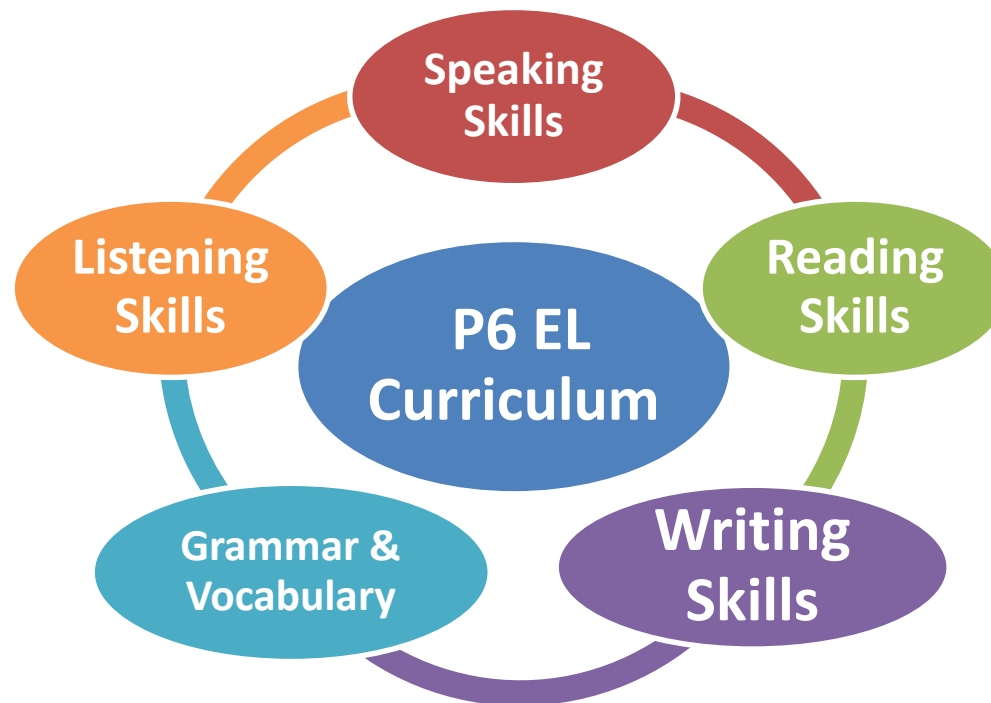 Speaking
Skills
Listening
Skills
Reading
Skills
P6 EL
Curriculum
Grammar &
Vocabulary
Writing
Skills